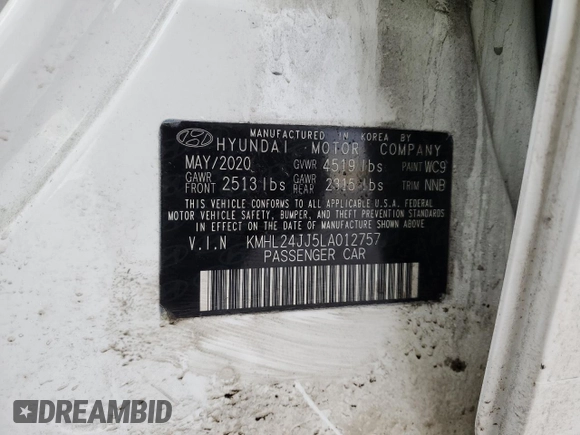 MANUFACTURED IN KOREA BY
HYUNDAI MOTOR COMPANY
MAY/2020 GVWR 4519 lbs PAINT WC9
GAWR FRONT 2513 lbs GAWR REAR lbs TRIM NNB
THIS VEHICLE CONFORMS TO ALL APPLICABLE U.S.A. FEDERAL
MOTOR VEHICLE SAFETY, BUMPER, AND THEFT PREVENTION STANDARDS
IN EFFECT ON THE DATE OF MANUFACTURE SHOWN ABOVE
V.I.N KMHL24JJ5LA012757
PASSENGER CAR
DREAMBID